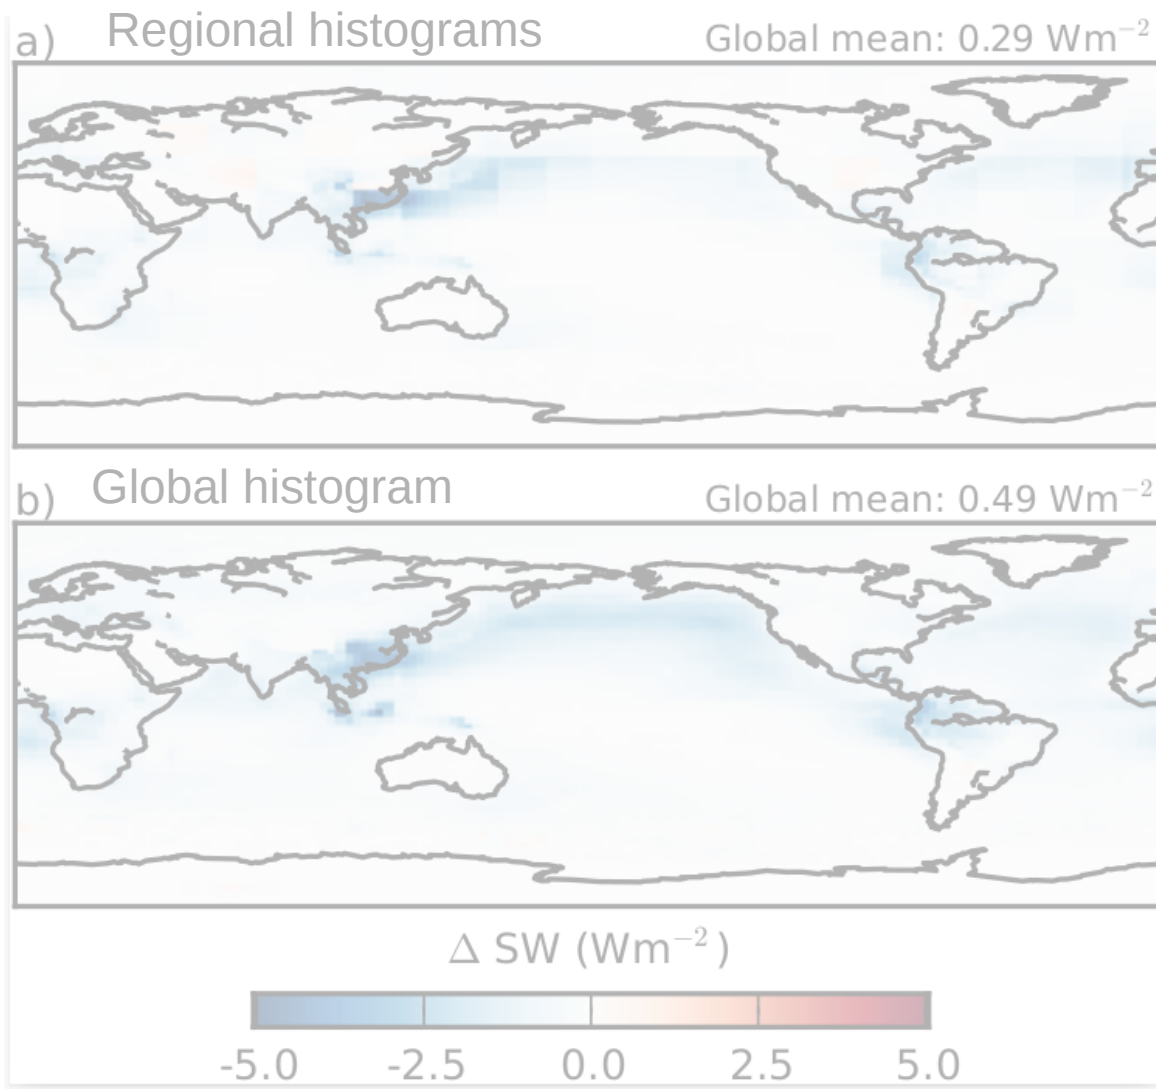 a) Regional histograms Global mean: 0.29 Wm⁻²
b) Global histogram Global mean: 0.49 Wm⁻²
Δ SW (Wm⁻²)
-5.0 -2.5 0.0 2.5 5.0